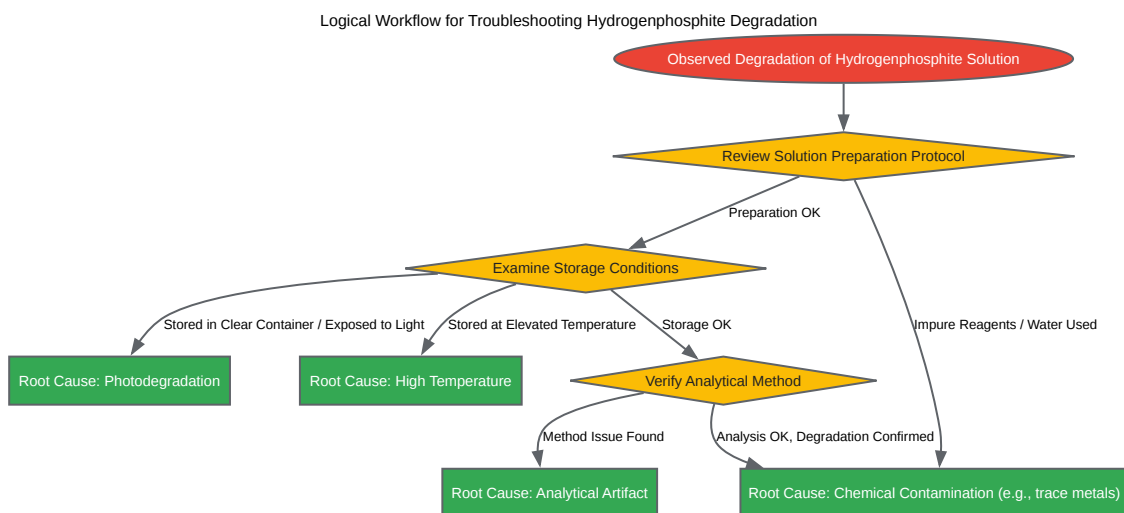 Logical Workflow for Troubleshooting Hydrogenphosphite Degradation
Observed Degradation of Hydrogenphosphite Solution
Review Solution Preparation Protocol
Preparation OK
Examine Storage Conditions
Stored in Clear Container / Exposed to Light
Stored at Elevated Temperature
Storage OK
Impure Reagents / Water Used
Root Cause: Photodegradation
Root Cause: High Temperature
Verify Analytical Method
Method Issue Found
Analysis OK, Degradation Confirmed
Root Cause: Analytical Artifact
Root Cause: Chemical Contamination (e.g., trace metals)